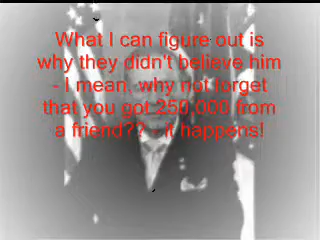 What I can figure out is
why they didn't believe him
- I mean, why not forget
that you got 250,000 from
a friend?? - it happens!